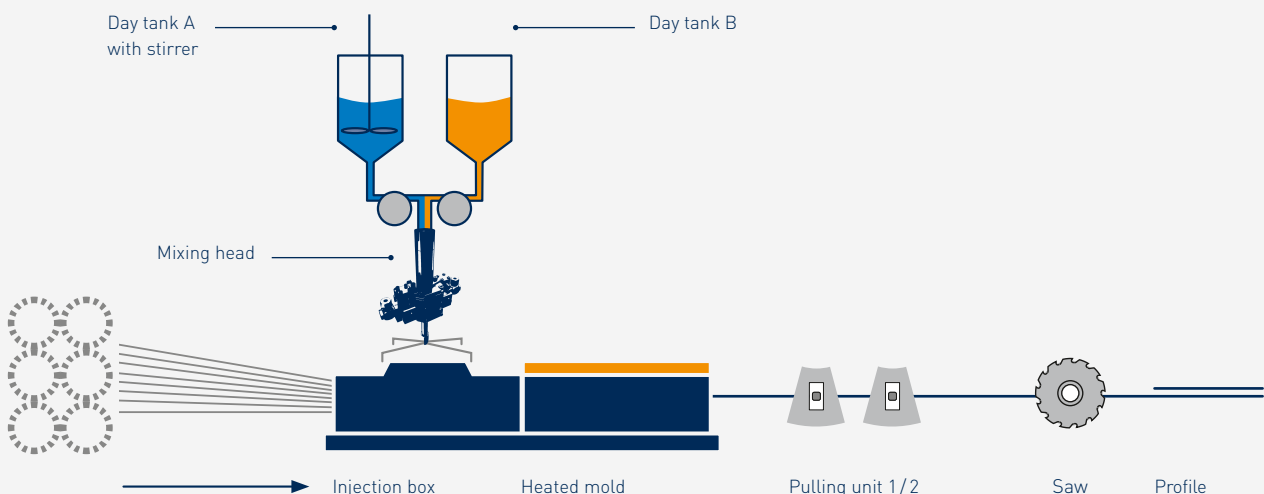 Day tank A
with stirrer
Day tank B
Mixing head
Injection box
Heated mold
Pulling unit 1/2
Saw
Profile